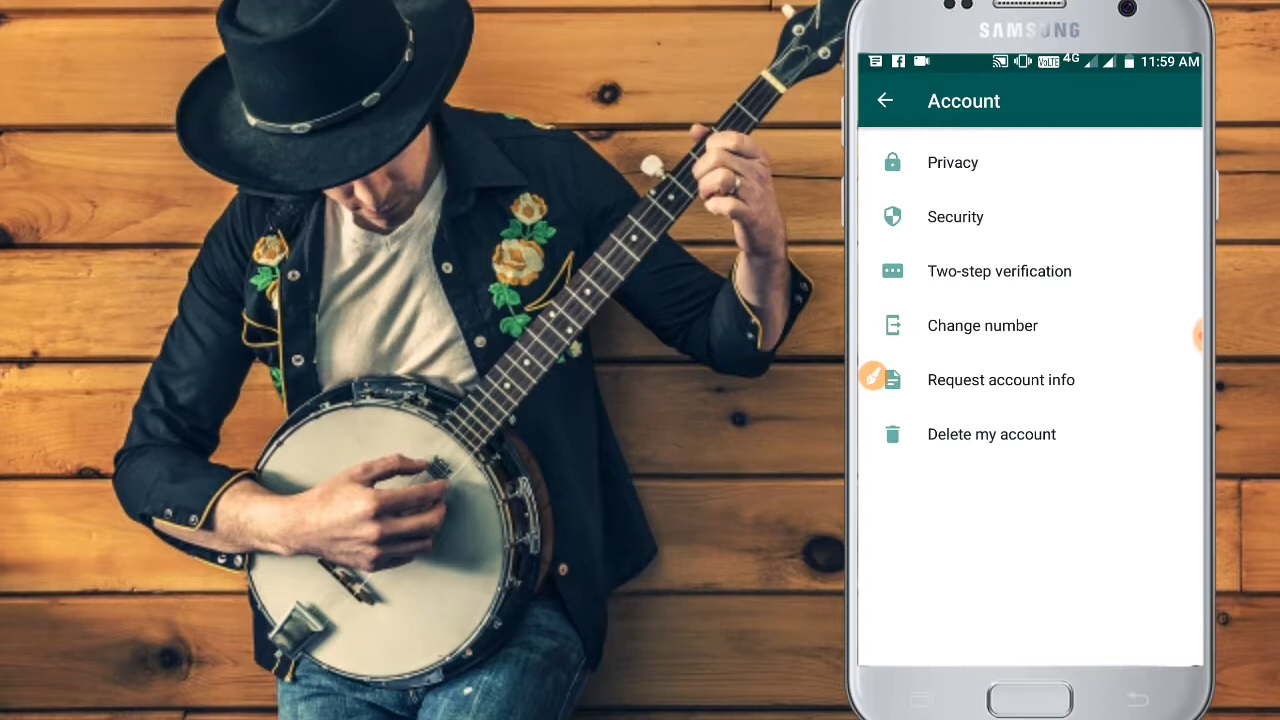 SAMSUNG
VoLTE 4G 11:59 AM
Account
Privacy
Security
Two-step verification
Change number
Request account info
Delete my account